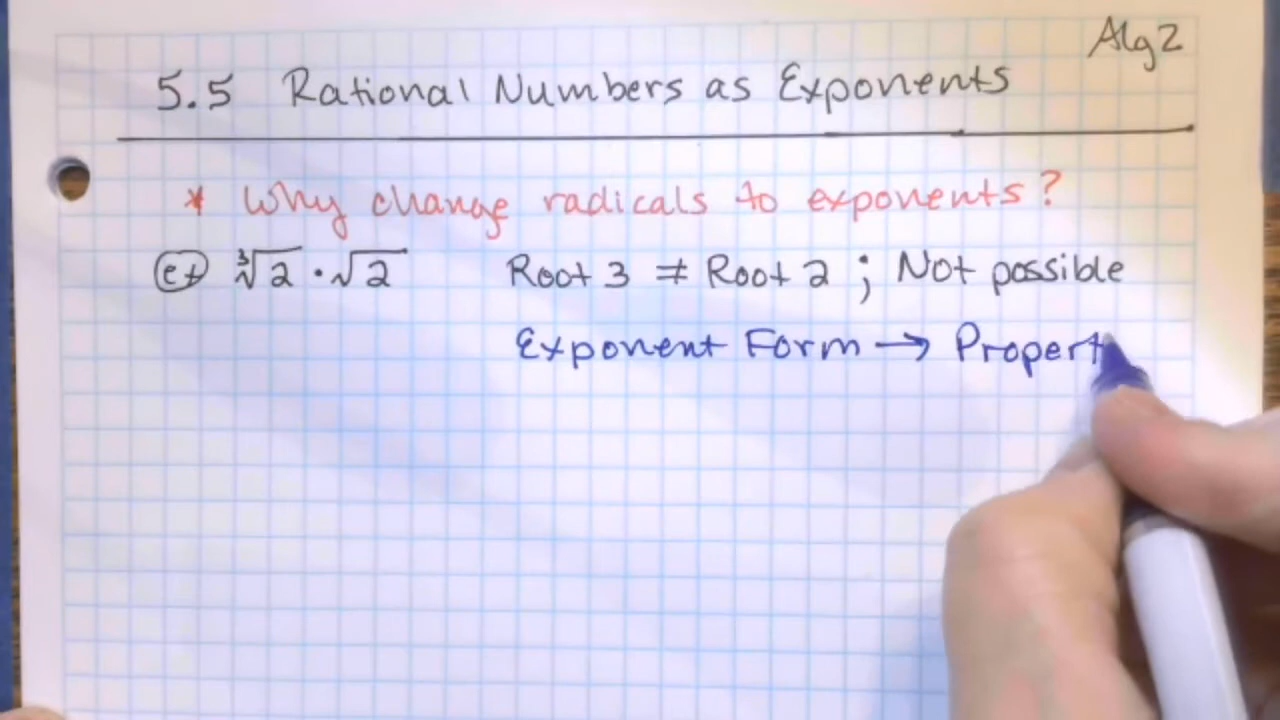 Alg 2
5.5 Rational Numbers as Exponents
* Why change radicals to exponents?
ex ∛2 · √2 Root 3 ≠ Root 2 ; Not possible
Exponent Form → Propert